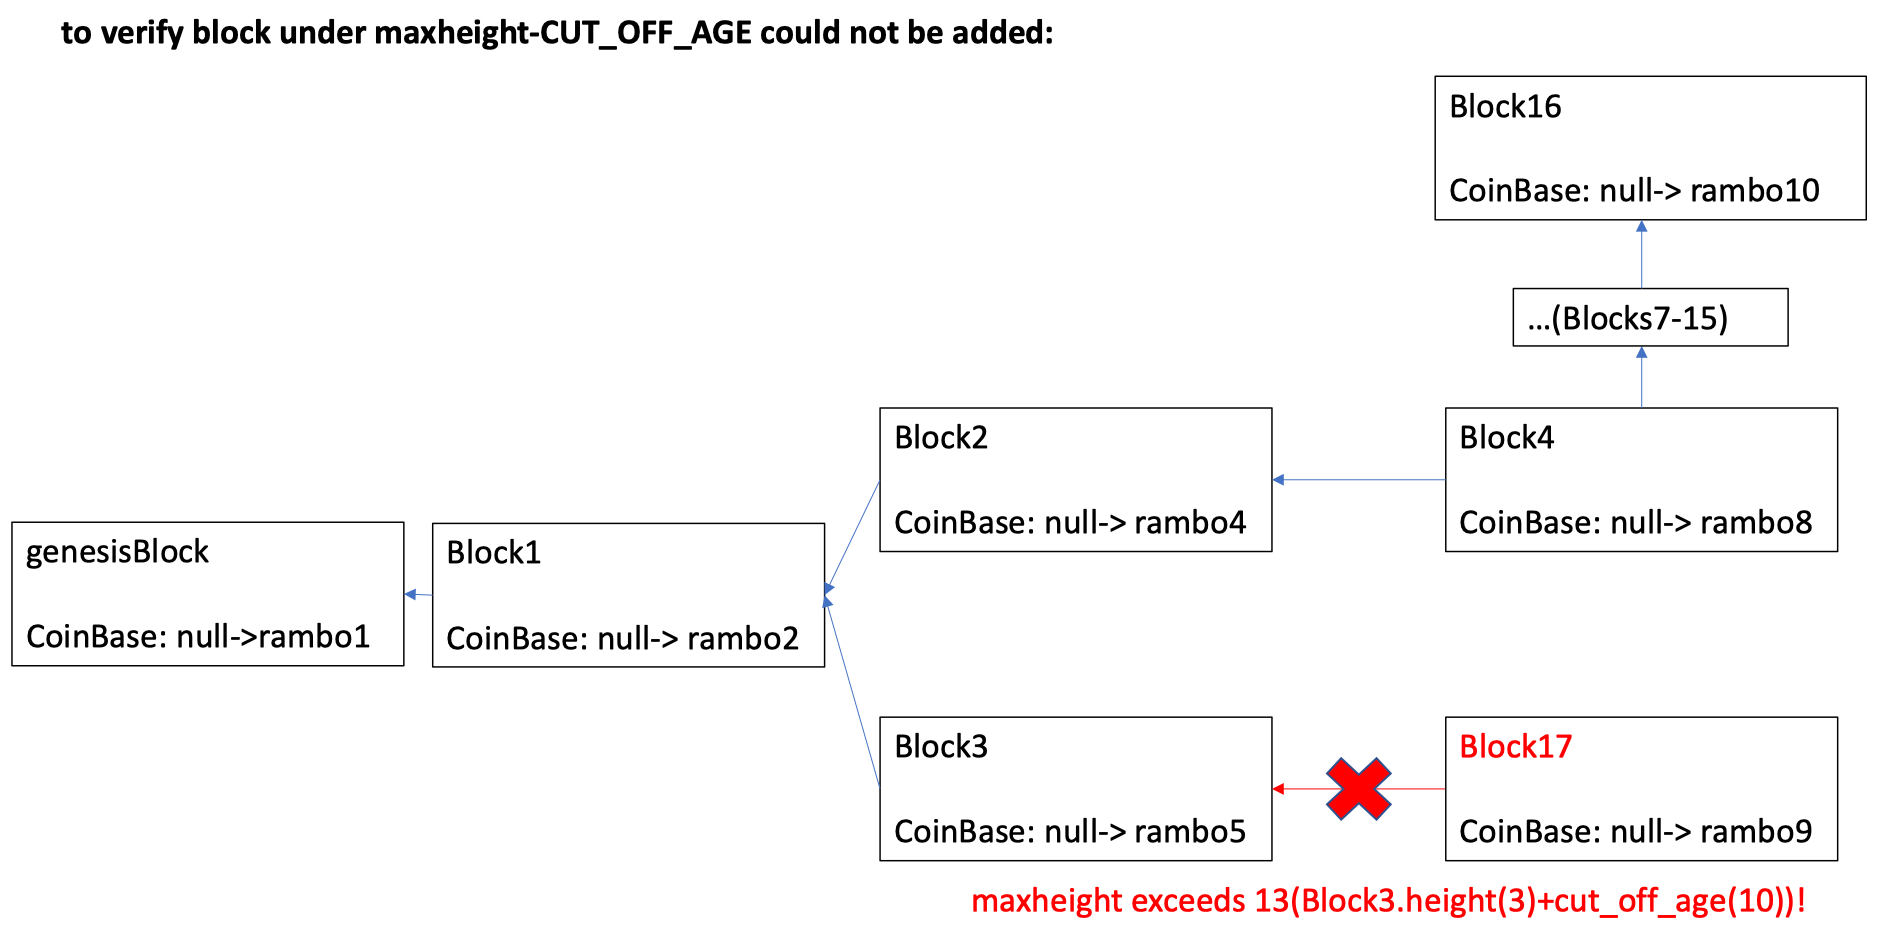 to verify block under maxheight-CUT_OFF_AGE could not be added:
Block16
CoinBase: null-> rambo10
...(Blocks7-15)
Block2
CoinBase: null-> rambo4
Block4
CoinBase: null-> rambo8
genesisBlock
CoinBase: null->rambo1
Block1
CoinBase: null-> rambo2
Block3
CoinBase: null-> rambo5
Block17
CoinBase: null-> rambo9
maxheight exceeds 13(Block3.height(3)+cut_off_age(10))!